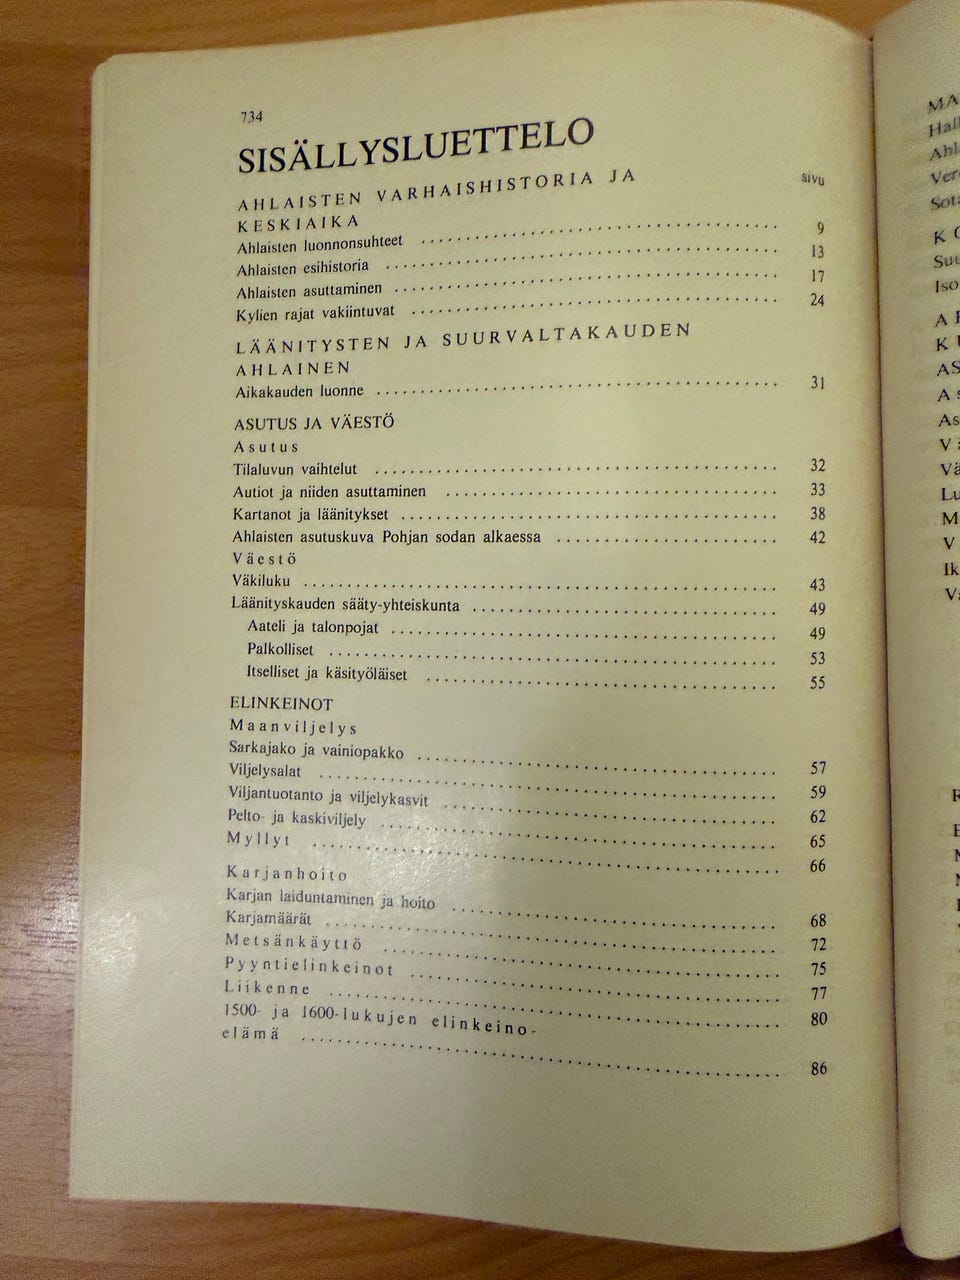 734
SISÄLLYSLUETTELO
sivu
AHLAISTEN VARHAISHISTORIA JA
KESKIAIKA
Ahlaisten luonnonsuhteet ........ 9
Ahlaisten esihistoria ........ 13
Ahlaisten asuttaminen ........ 17
Kylien rajat vakiintuvat ........ 24
LÄÄNITYSTEN JA SUURVALTAKAUDEN
AHLAINEN
Aikakauden luonne ........ 31
ASUTUS JA VÄESTÖ
Asutus
Tilaluvun vaihtelut ........ 32
Autiot ja niiden asuttaminen ........ 33
Kartanot ja läänitykset ........ 38
Ahlaisten asutuskuva Pohjan sodan alkaessa ........ 42
Väestö
Väkiluku ........ 43
Läänityskauden sääty-yhteiskunta ........ 49
Aateli ja talonpojat ........ 49
Palkolliset ........ 53
Itselliset ja käsityöläiset ........ 55
ELINKEINOT
Maanviljelys
Sarkajako ja vainiopakko ........ 57
Viljelysalat ........ 59
Viljantuotanto ja viljelykasvit ........ 62
Pelto- ja kaskiviljely ........ 65
Myllyt ........ 66
Karjanhoito
Karjan laiduntaminen ja hoito ........ 68
Karjamäärät ........ 72
Metsänkäyttö ........ 75
Pyyntielinkeinot ........ 77
Liikenne ........ 80
1500- ja 1600-lukujen elinkeino-
elämä ........ 86